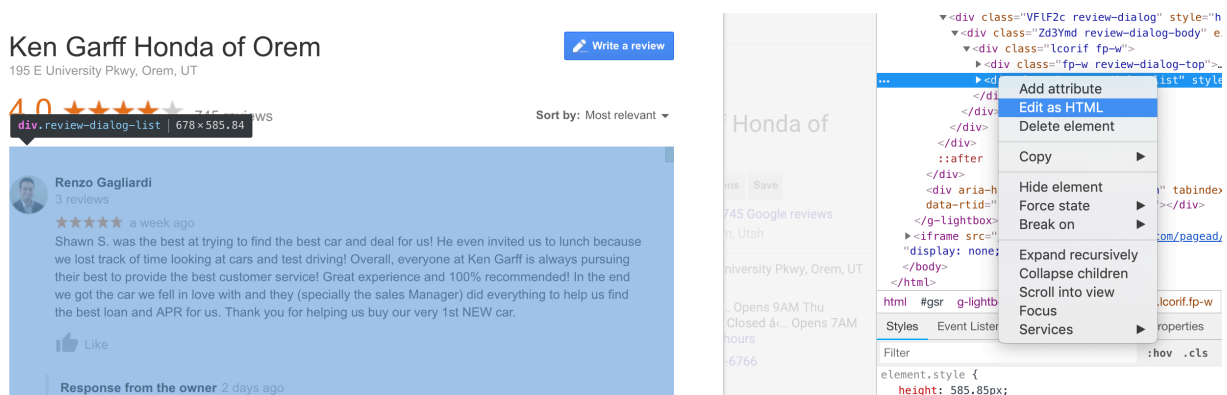 Ken Garff Honda of Orem
Write a review
195 E University Pkwy, Orem, UT
4.0
745 reviews
Sort by: Most relevant
div.review-dialog-list | 678 × 585.84
Renzo Gagliardi
3 reviews
a week ago
Shawn S. was the best at trying to find the best car and deal for us! He even invited us to lunch because
we lost track of time looking at cars and test driving! Overall, everyone at Ken Garff is always pursuing
their best to provide the best customer service! Great experience and 100% recommended! In the end
we got the car we fell in love with and they (specially the sales Manager) did everything to help us find
the best loan and APR for us. Thank you for helping us buy our very 1st NEW car.
Like
Response from the owner 2 days ago
Honda of
ons Save
745 Google reviews
n, Utah
niversity Pkwy, Orem, UT
. Opens 9AM Thu
Closed â‹… Opens 7AM
hours
-6766
<div class="VFlF2c review-dialog" style="h
<div class="Zd3Ymd review-dialog-body" ei
<div class="lcorif fp-w">
<div class="fp-w review-dialog-top">…
<d ist" style
</di
</div>
</div>
</div>
::after
</div>
<div aria-h " tabindex
data-rtid=" "></div>
</g-lightbox>
<iframe src=" com/pagead/
"display: none;
</body>
</html>
Add attribute
Edit as HTML
Delete element
Copy
Hide element
Force state
Break on
Expand recursively
Collapse children
Scroll into view
Focus
Services
html #gsr g-lightb .lcorif.fp-w
Styles Event Listen roperties
Filter :hov .cls
element.style {
height: 585.85px;